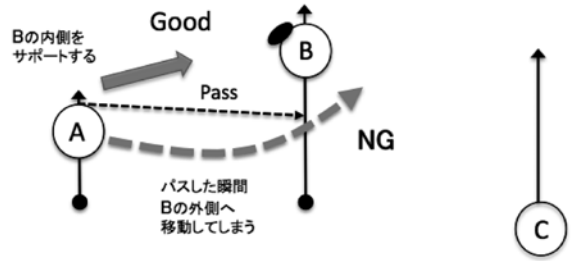 Good
Bの内側を
サポートする
B
Pass
A
NG
パスした瞬間
Bの外側へ
移動してしまう
C